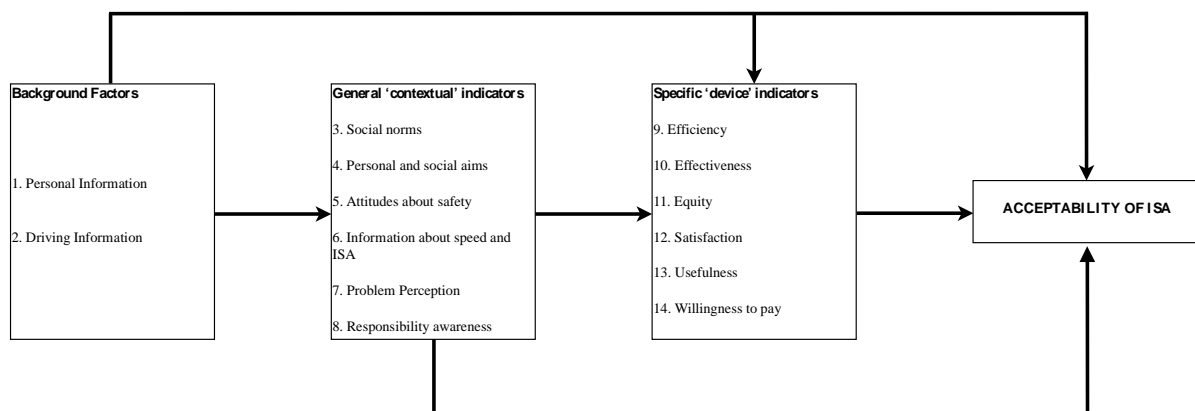 Background Factors
1. Personal Information
2. Driving Information
General ‘contextual’ indicators
3. Social norms
4. Personal and social aims
5. Attitudes about safety
6. Information about speed and
ISA
7. Problem Perception
8. Responsibility awareness
Specific ‘device’ indicators
9. Efficiency
10. Effectiveness
11. Equity
12. Satisfaction
13. Usefulness
14. Willingness to pay
ACCEPTABILITY OF ISA